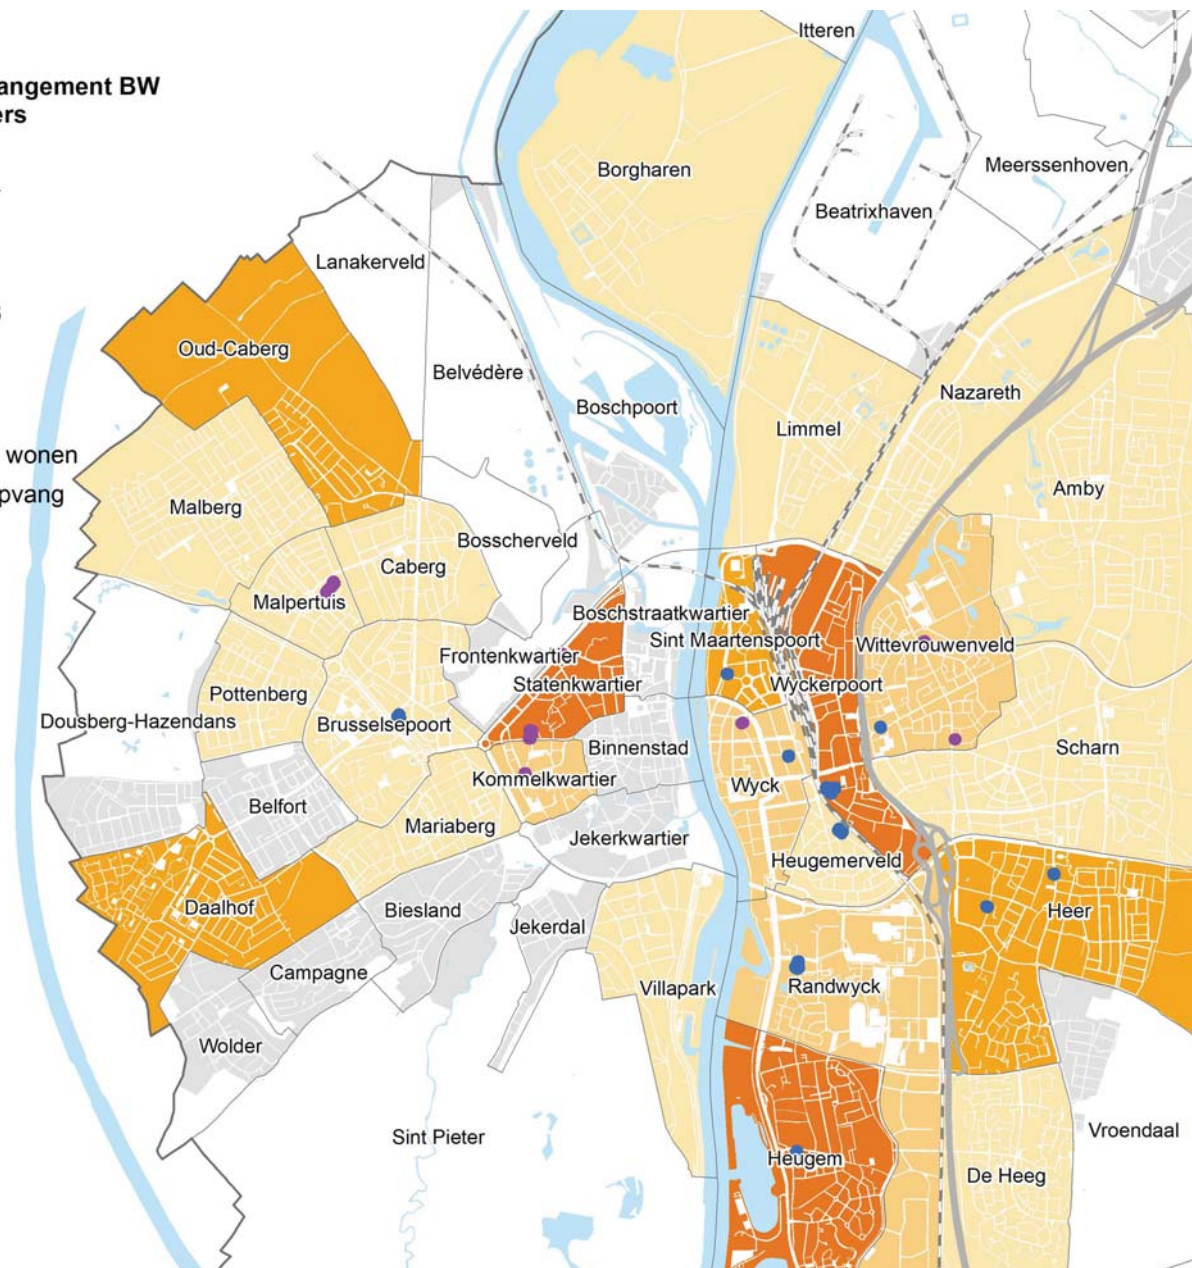 angement BW
ers
wonen
pvang
Itteren
Meerssenhoven
Borgharen
Beatrixhaven
Lanakerveld
Oud-Caberg
Belvédère
Nazareth
Boschpoort
Limmel
Amby
Malberg
Bosscherveld
Caberg
Malpertuis
Boschstraatkwartier
Sint Maartenspoort
Wittevrouwenveld
Frontenkwartier
Statenkwartier
Wyckerpoort
Pottenberg
Dousberg-Hazendans
Brusselsepoort
Binnenstad
Scharn
Kommelkwartier
Wyck
Belfort
Mariaberg
Jekerkwartier
Heugemerveld
Daalhof
Biesland
Heer
Jekerdal
Campagne
Villapark
Randwyck
Wolder
Sint Pieter
Vroendaal
Heugem
De Heeg